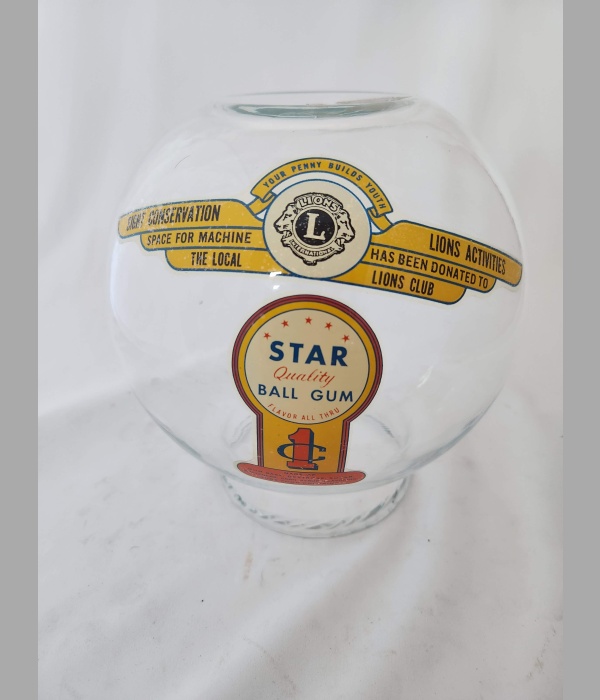 YOUR PENNY BUILDS YOUTH
SIGHT CONSERVATION
LIONS ACTIVITIES
SPACE FOR MACHINE
HAS BEEN DONATED TO
THE LOCAL
LIONS CLUB
LIONS
L
INTERNATIONAL
STAR
Quality
BALL GUM
FLAVOR ALL THRU
1¢